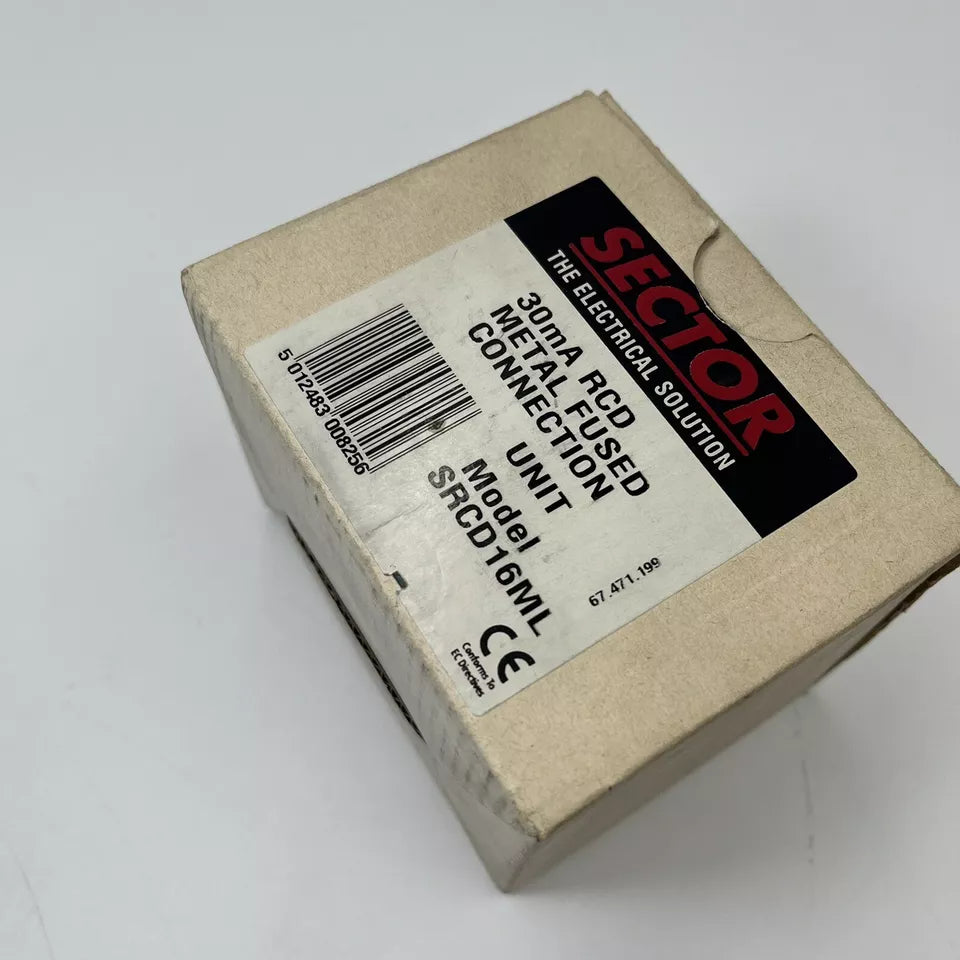 SECTOR
THE ELECTRICAL SOLUTION
30mA RCD
METAL FUSED
CONNECTION
UNIT
Model
SRCD16ML
5 012483 008256
67.471.199
CE
Conforms To
EC Directives